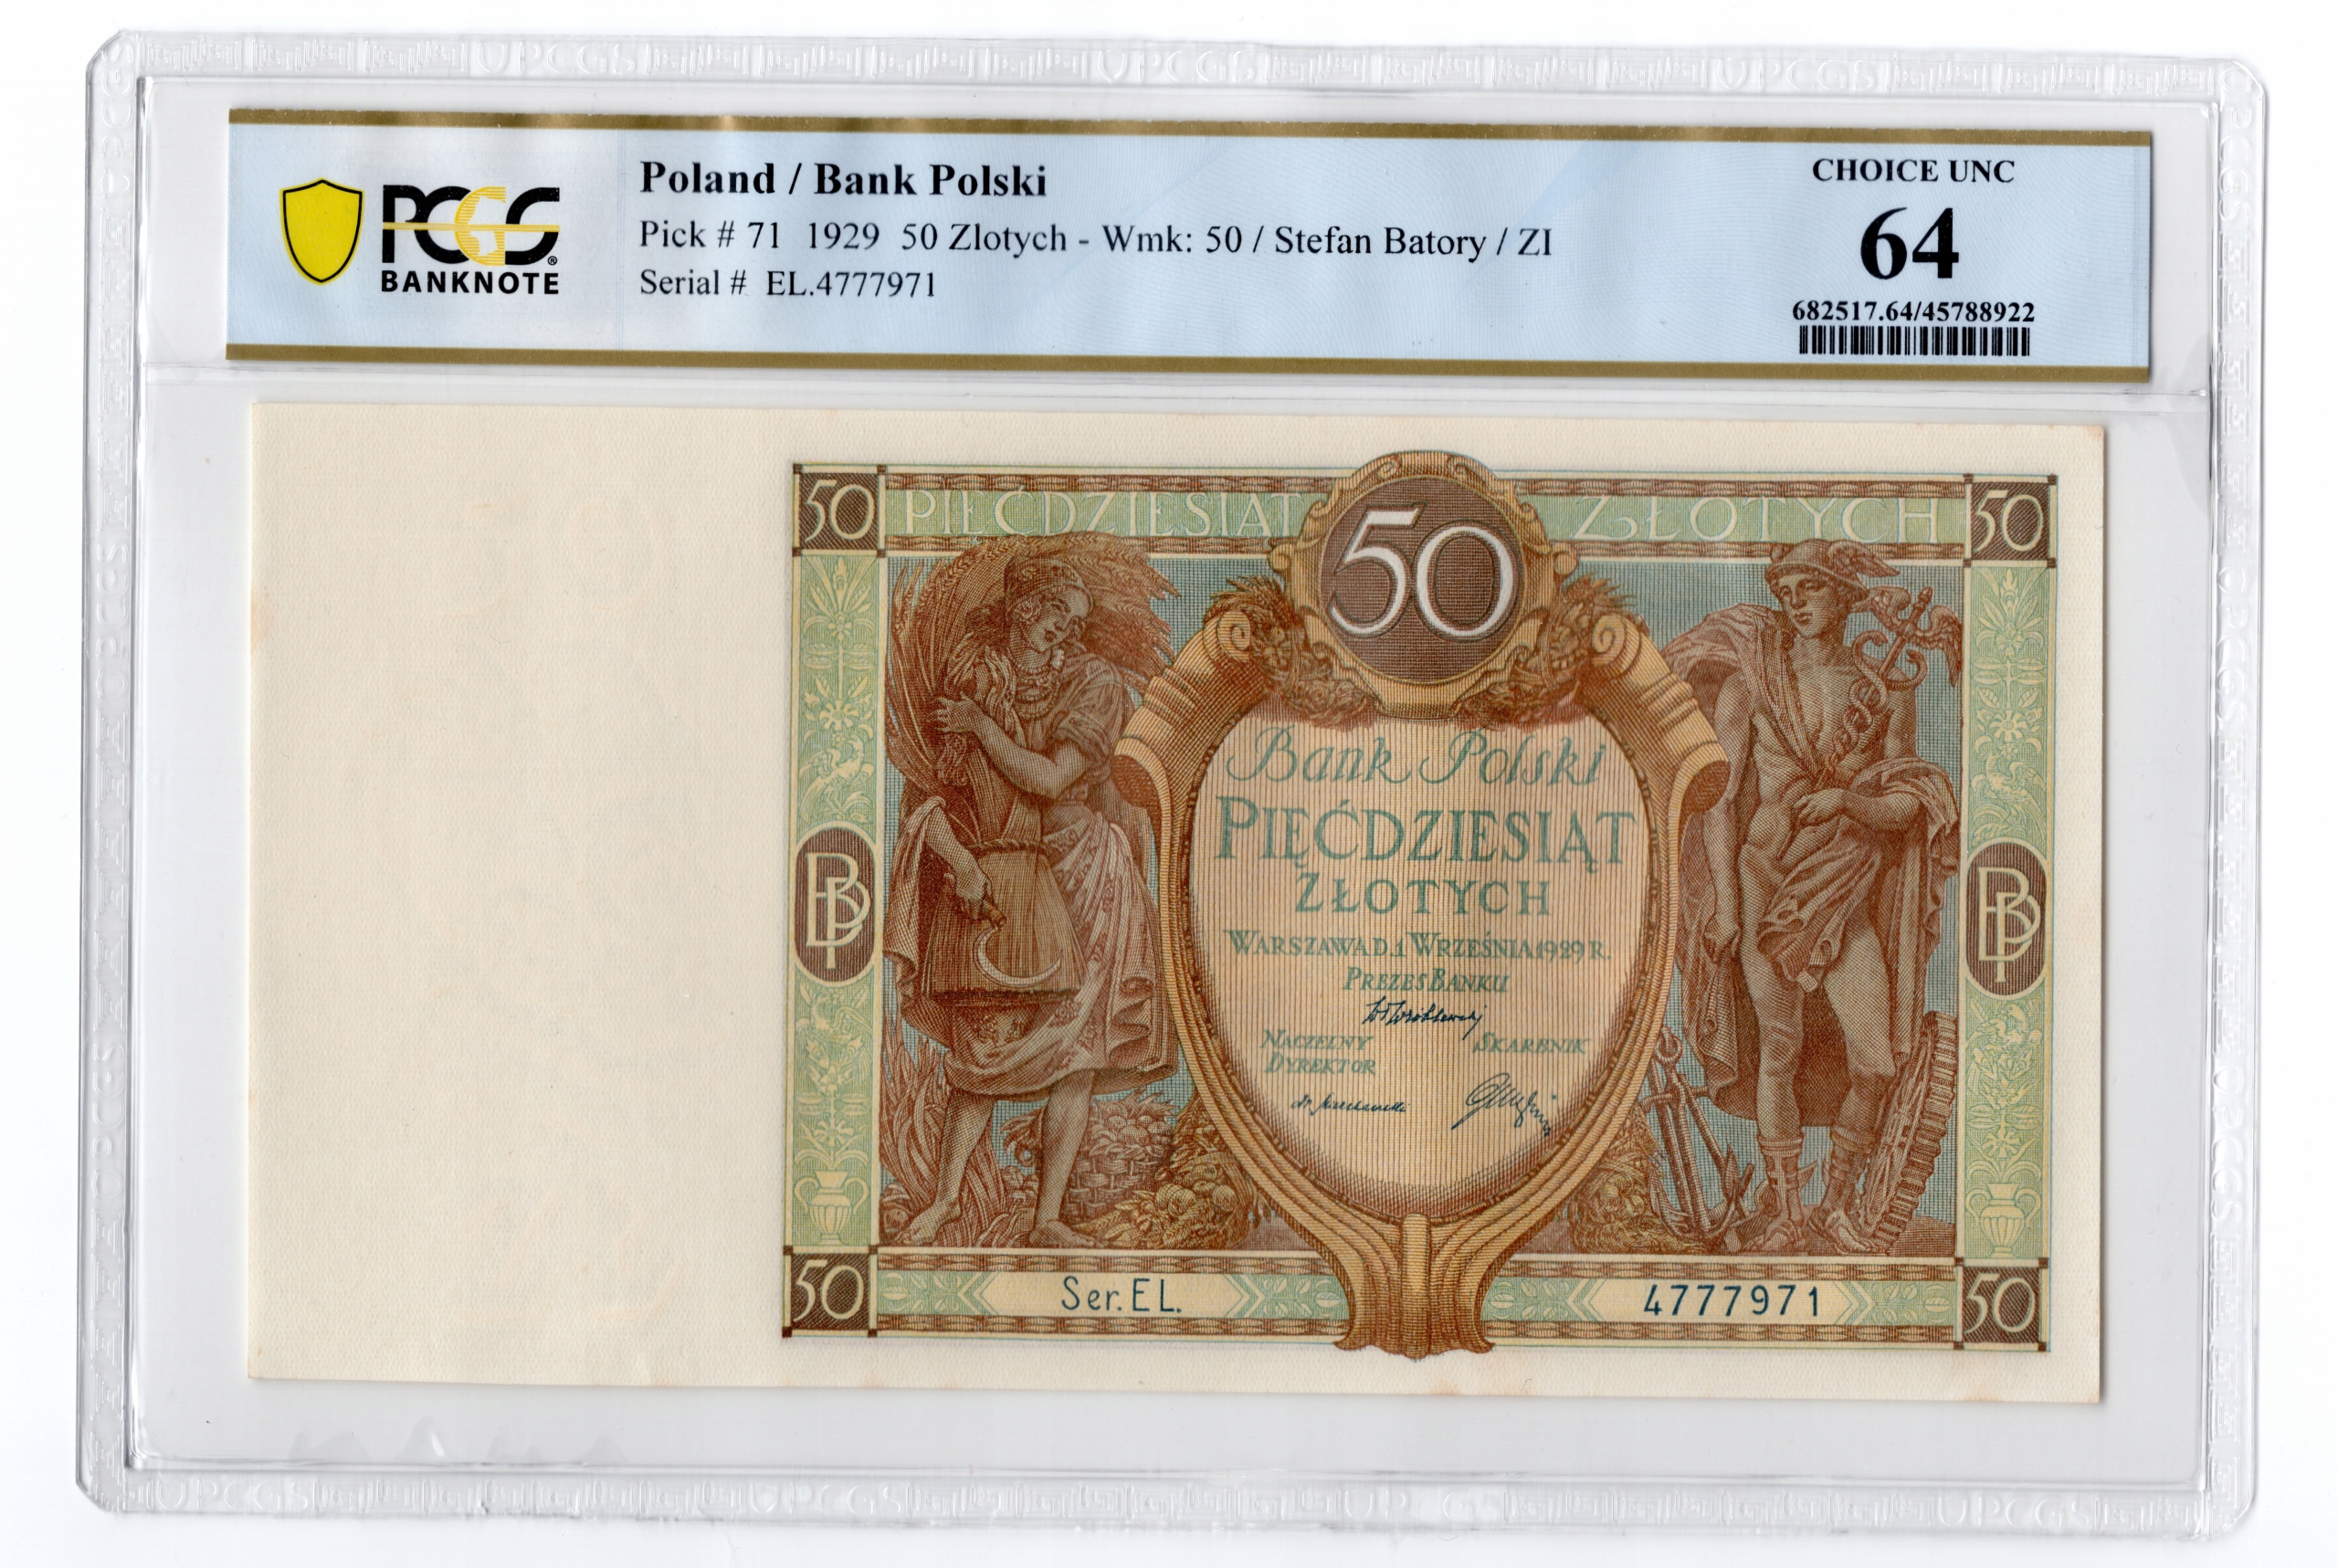 PCGS
BANKNOTE
Poland / Bank Polski
Pick # 71 1929 50 Zlotych - Wmk: 50 / Stefan Batory / ZI
Serial # EL.4777971
CHOICE UNC
64
682517.64/45788922
50 PIĘĆDZIESIĄT 50 ZŁOTYCH 50
Bank Polski
PIĘĆDZIESIĄT
ZŁOTYCH
WARSZAWA D. 1 WRZEŚNIA 1929 R.
PREZES BANKU
NACZELNY SKARBNIK
DYREKTOR
BP BP
50 Ser. EL. 4777971 50